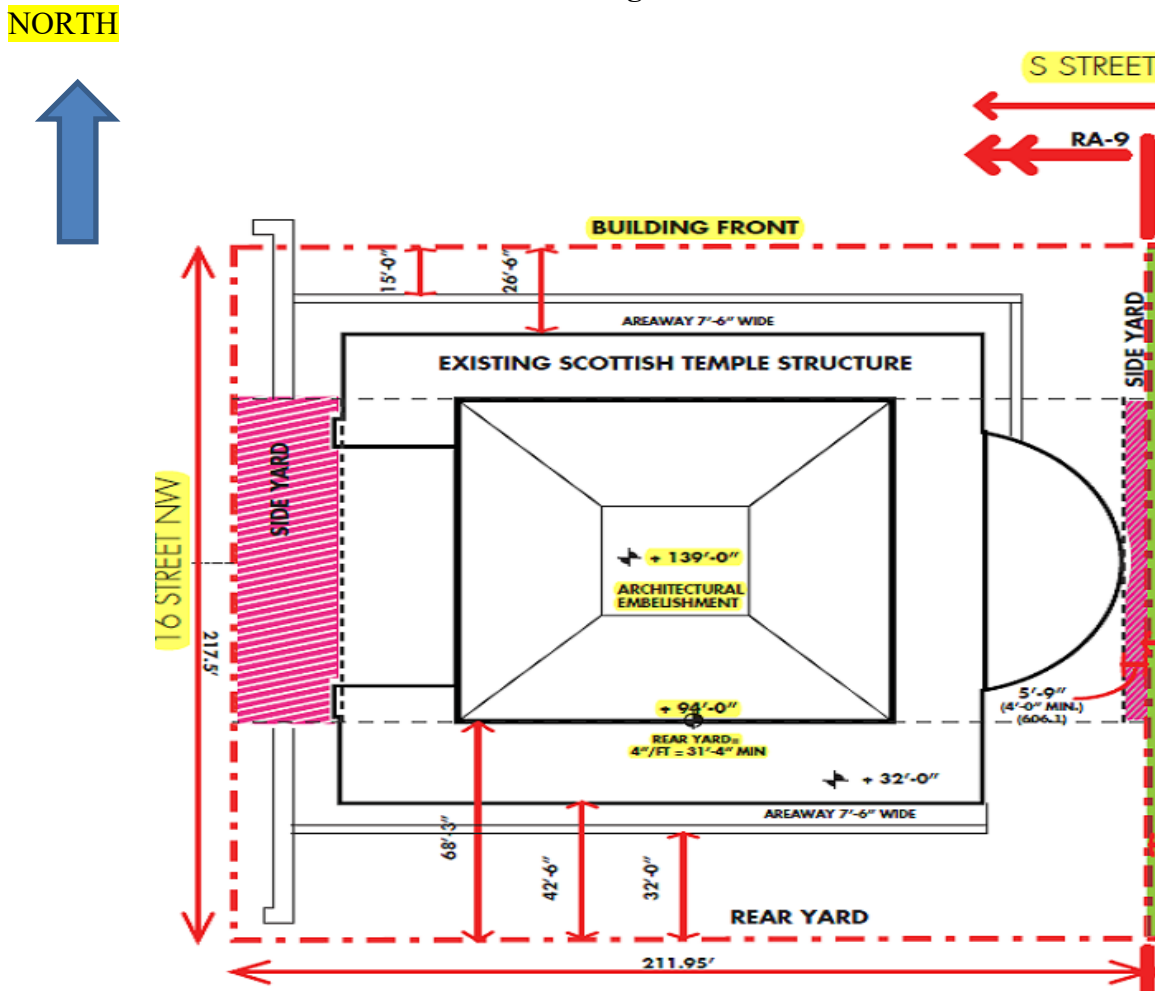 NORTH
S STREET
RA-9
BUILDING FRONT
15'-0"
26'-6"
AREAWAY 7'-6" WIDE
EXISTING SCOTTISH TEMPLE STRUCTURE
SIDE YARD
SIDE YARD
16 STREET NW
217.5'
+ 139'-0"
ARCHITECTURAL
EMBELISHMENT
+ 94'-0"
REAR YARD=
4"/FT = 31'-4" MIN
5'-9"
(4'-0" MIN.)
(606.1)
+ 32'-0"
AREAWAY 7'-6" WIDE
68'-3"
42'-6"
32'-0"
REAR YARD
211.95'